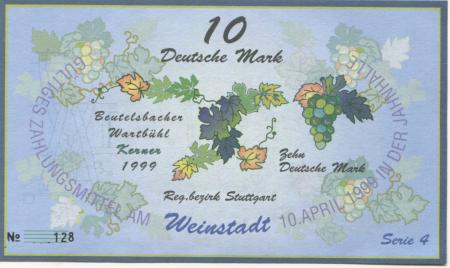 10
Deutsche Mark
GÜLTIGES ZAHLUNGSMITTEL AM 10.APRIL 1999 IN DER JAHNHALLE
Beutelsbacher
Wartbühl
Kerner
1999
Zehn
Deutsche Mark
Reg.bezirk Stuttgart
Weinstadt
№ 128
Serie 4